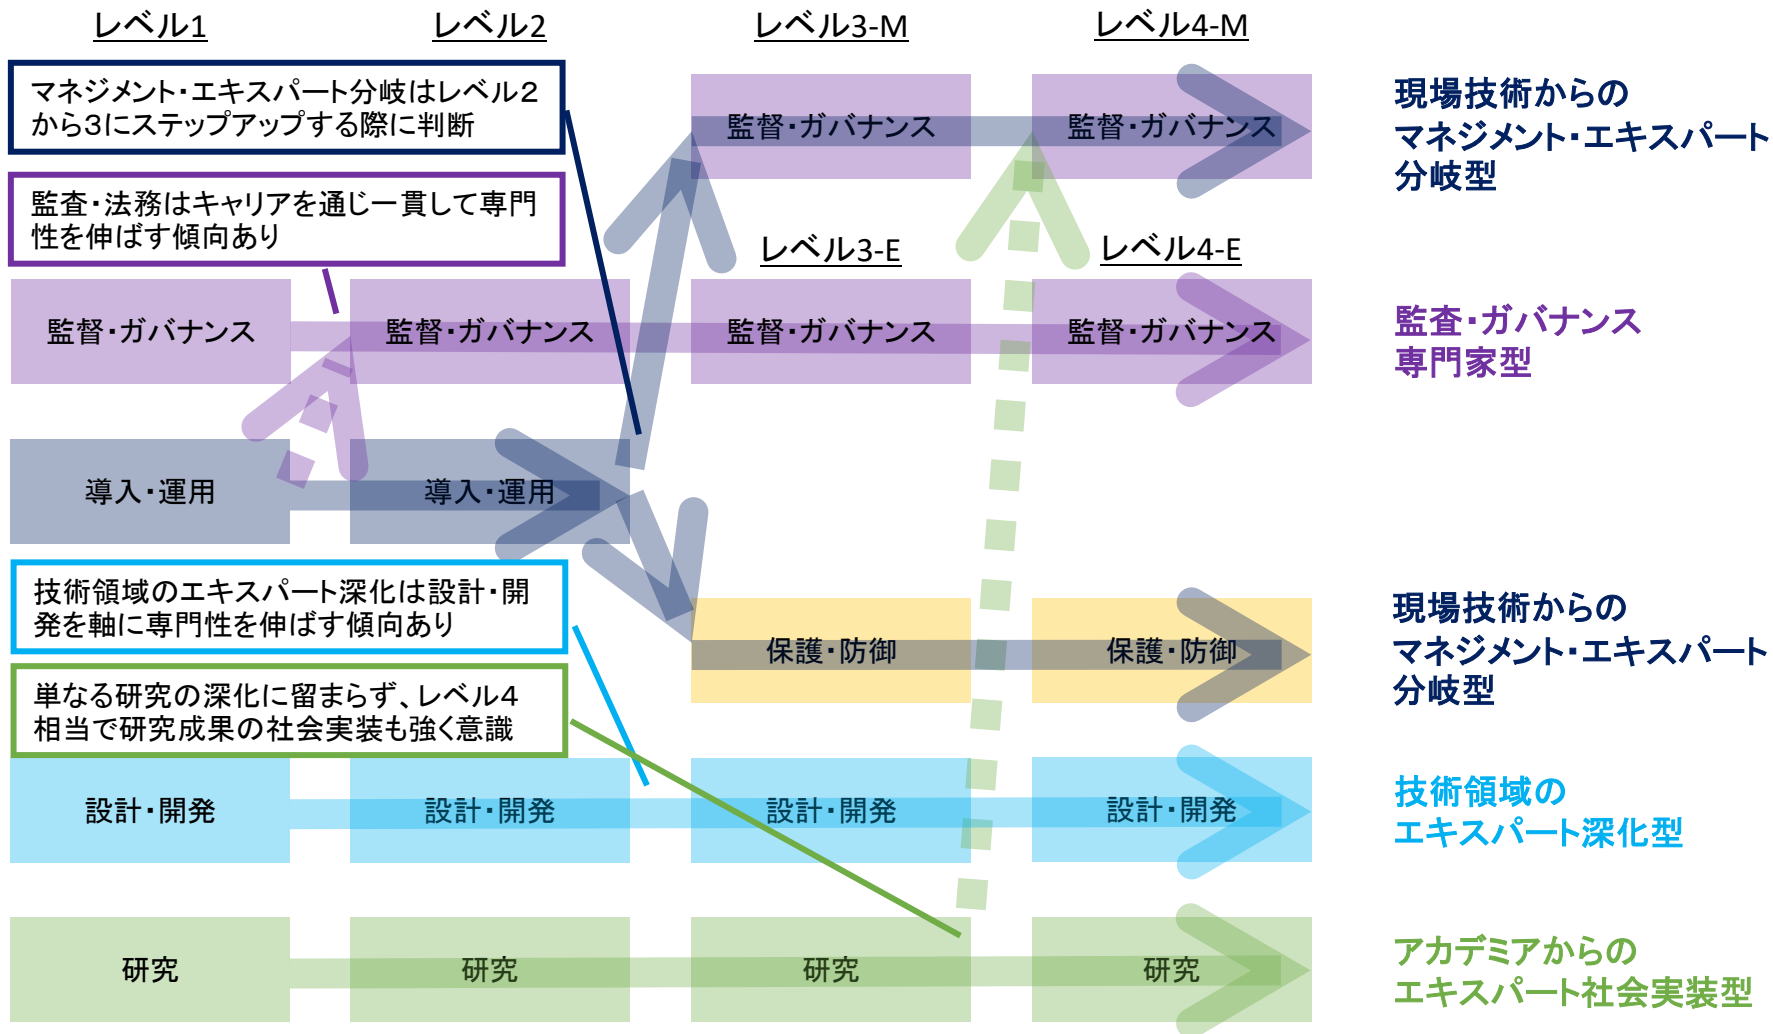 レベル1
レベル2
レベル3-M
レベル4-M
マネジメント・エキスパート分岐はレベル2
から3にステップアップする際に判断
監督・ガバナンス
監督・ガバナンス
現場技術からの
マネジメント・エキスパート
分岐型
監査・法務はキャリアを通じ一貫して専門
性を伸ばす傾向あり
レベル3-E
レベル4-E
監督・ガバナンス
監督・ガバナンス
監督・ガバナンス
監督・ガバナンス
監査・ガバナンス
専門家型
導入・運用
導入・運用
技術領域のエキスパート深化は設計・開
発を軸に専門性を伸ばす傾向あり
保護・防御
保護・防御
現場技術からの
マネジメント・エキスパート
分岐型
単なる研究の深化に留まらず、レベル4
相当で研究成果の社会実装も強く意識
設計・開発
設計・開発
設計・開発
設計・開発
技術領域の
エキスパート深化型
研究
研究
研究
研究
アカデミアからの
エキスパート社会実装型